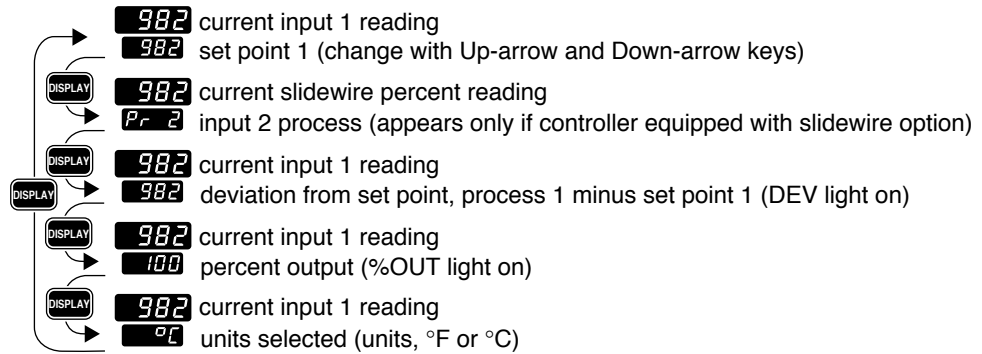 982 current input 1 reading
982 set point 1 (change with Up-arrow and Down-arrow keys)
DISPLAY
982 current slidewire percent reading
Pr 2 input 2 process (appears only if controller equipped with slidewire option)
DISPLAY
982 current input 1 reading
DISPLAY
982 deviation from set point, process 1 minus set point 1 (DEV light on)
DISPLAY
982 current input 1 reading
100 percent output (%OUT light on)
DISPLAY
982 current input 1 reading
°C units selected (units, °F or °C)